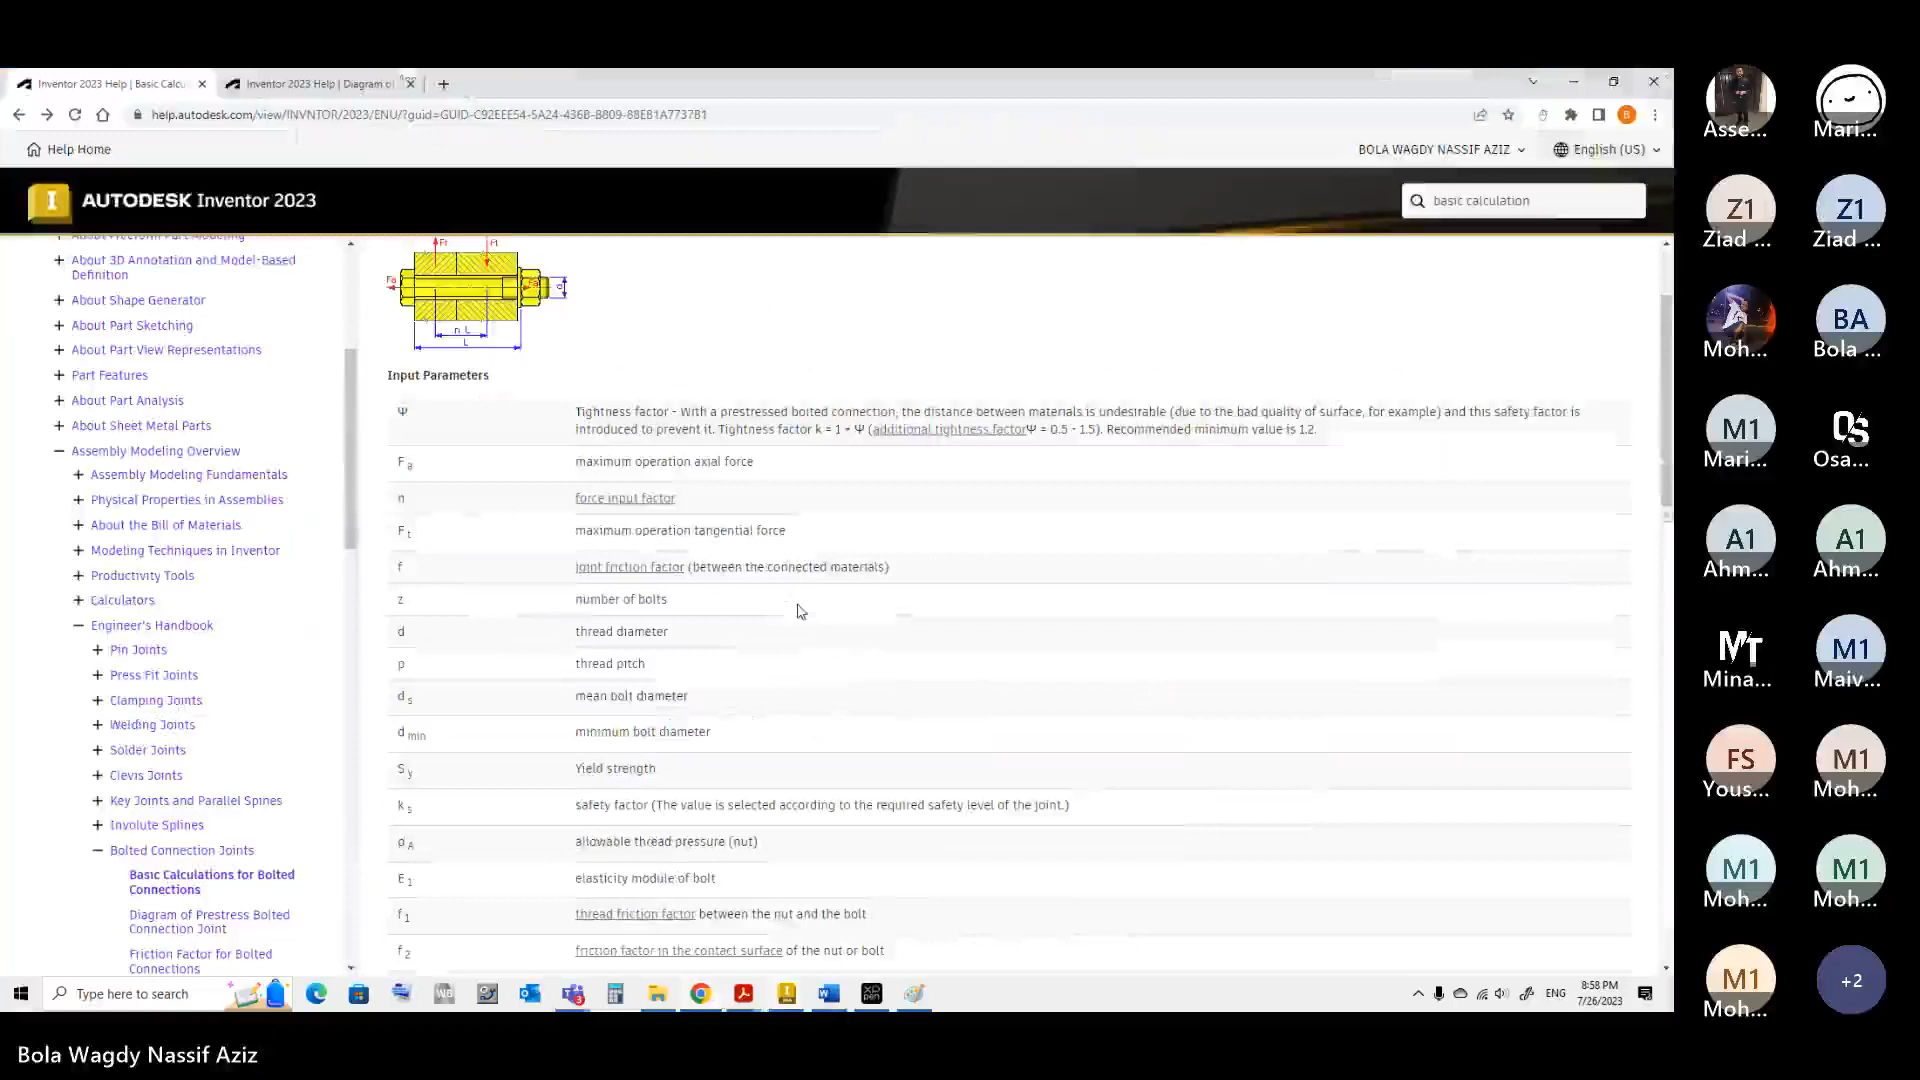 Inventor 2023 Help | Basic Calcu
Inventor 2023 Help | Diagram o
help.autodesk.com/view/INVNTOR/2023/ENU/?guid=GUID-C92EEE54-5A24-436B-B809-88EB1A773781
Help Home
BOLA WAGDY NASSIF AZIZ
English (US)
AUTODESK Inventor 2023
basic calculation
About Freeform Part Modeling
About 3D Annotation and Model-Based
Definition
About Shape Generator
About Part Sketching
About Part View Representations
Part Features
About Part Analysis
About Sheet Metal Parts
Assembly Modeling Overview
Assembly Modeling Fundamentals
Physical Properties in Assemblies
About the Bill of Materials
Modeling Techniques in Inventor
Productivity Tools
Calculators
Engineer's Handbook
Pin Joints
Press Fit Joints
Clamping Joints
Welding Joints
Solder Joints
Clevis Joints
Key Joints and Parallel Splines
Involute Splines
Bolted Connection Joints
Basic Calculations for Bolted
Connections
Diagram of Prestress Bolted
Connection Joint
Friction Factor for Bolted
Connections
Ft Ft
Fa Fa d
n L
L
Input Parameters
Ψ Tightness factor - With a prestressed bolted connection, the distance between materials is undesirable (due to the bad quality of surface, for example) and this safety factor is
introduced to prevent it. Tightness factor k = 1 + Ψ (additional tightness factorΨ = 0.5 - 1.5). Recommended minimum value is 1.2.
F a maximum operation axial force
n force input factor
F t maximum operation tangential force
f joint friction factor (between the connected materials)
z number of bolts
d thread diameter
p thread pitch
d s mean bolt diameter
d min minimum bolt diameter
S y Yield strength
k s safety factor (The value is selected according to the required safety level of the joint.)
p A allowable thread pressure (nut)
E 1 elasticity module of bolt
f 1 thread friction factor between the nut and the bolt
f 2 friction factor in the contact surface of the nut or bolt
Type here to search
ENG
8:58 PM
7/26/2023
Asse...
Mari...
Z1
Ziad ...
Z1
Ziad ...
Moh...
BA
Bola ...
M1
Mari...
OS
Osa...
A1
Ahm...
A1
Ahm...
MT
Mina...
M1
Maiv...
FS
Yous...
M1
Moh...
M1
Moh...
M1
Moh...
M1
Moh...
+2
Bola Wagdy Nassif Aziz